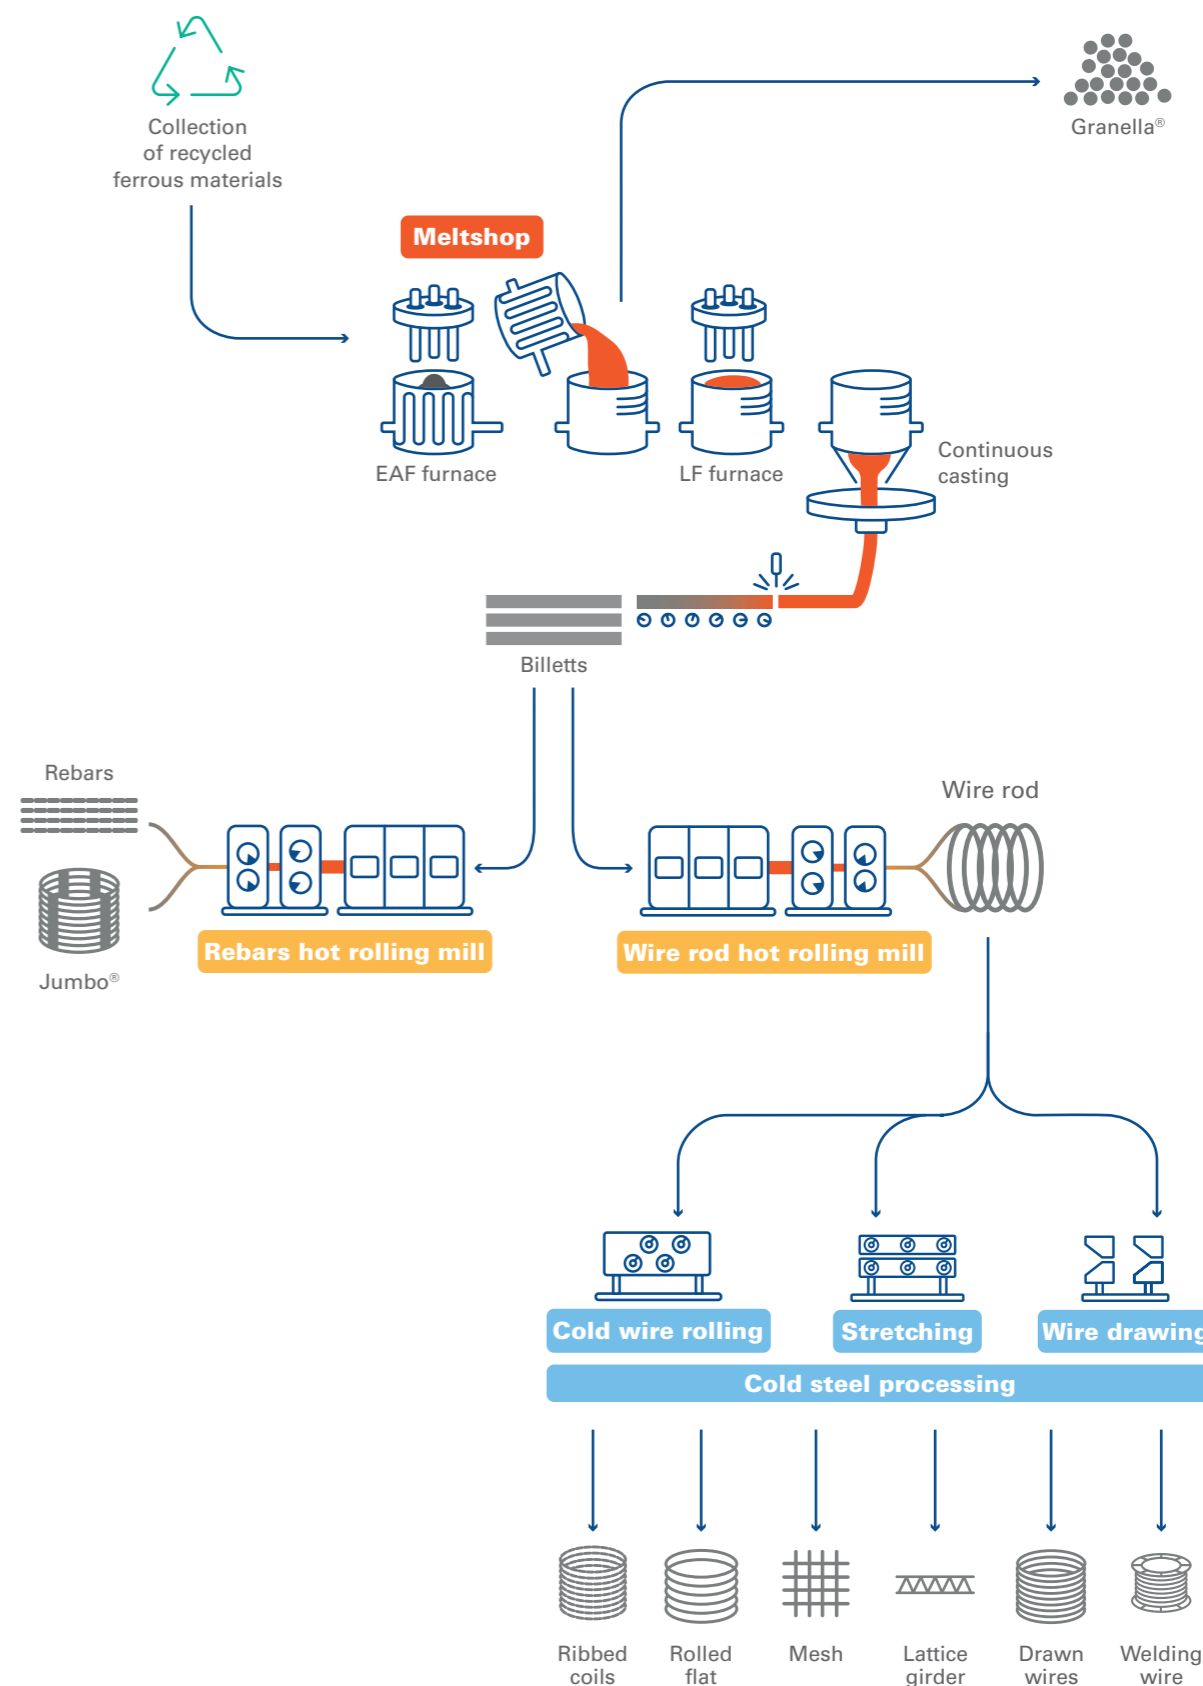 Collection
of recycled
ferrous materials
Granella®
Meltshop
EAF furnace
LF furnace
Continuous
casting
Billetts
Rebars
Jumbo®
Wire rod
Rebars hot rolling mill
Wire rod hot rolling mill
Cold wire rolling
Stretching
Wire drawing
Cold steel processing
Ribbed
coils
Rolled
flat
Mesh
Lattice
girder
Drawn
wires
Welding
wire